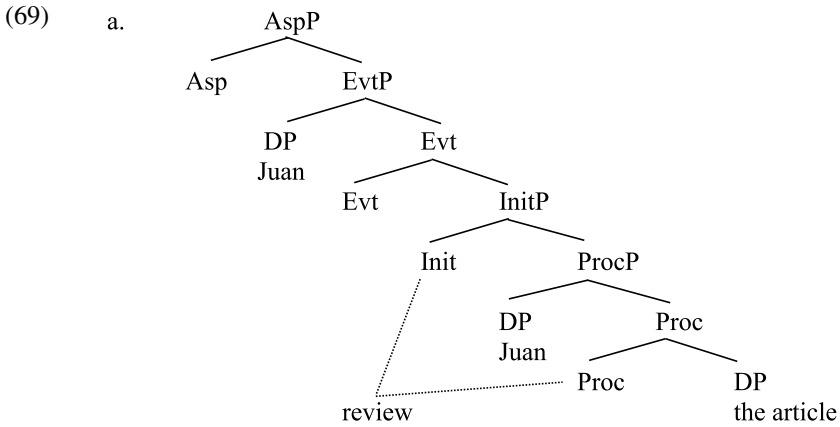 (69) a. AspP
Asp EvtP
DP Evt
Juan
Evt InitP
Init ProcP
DP Proc
Juan
Proc DP
review the article